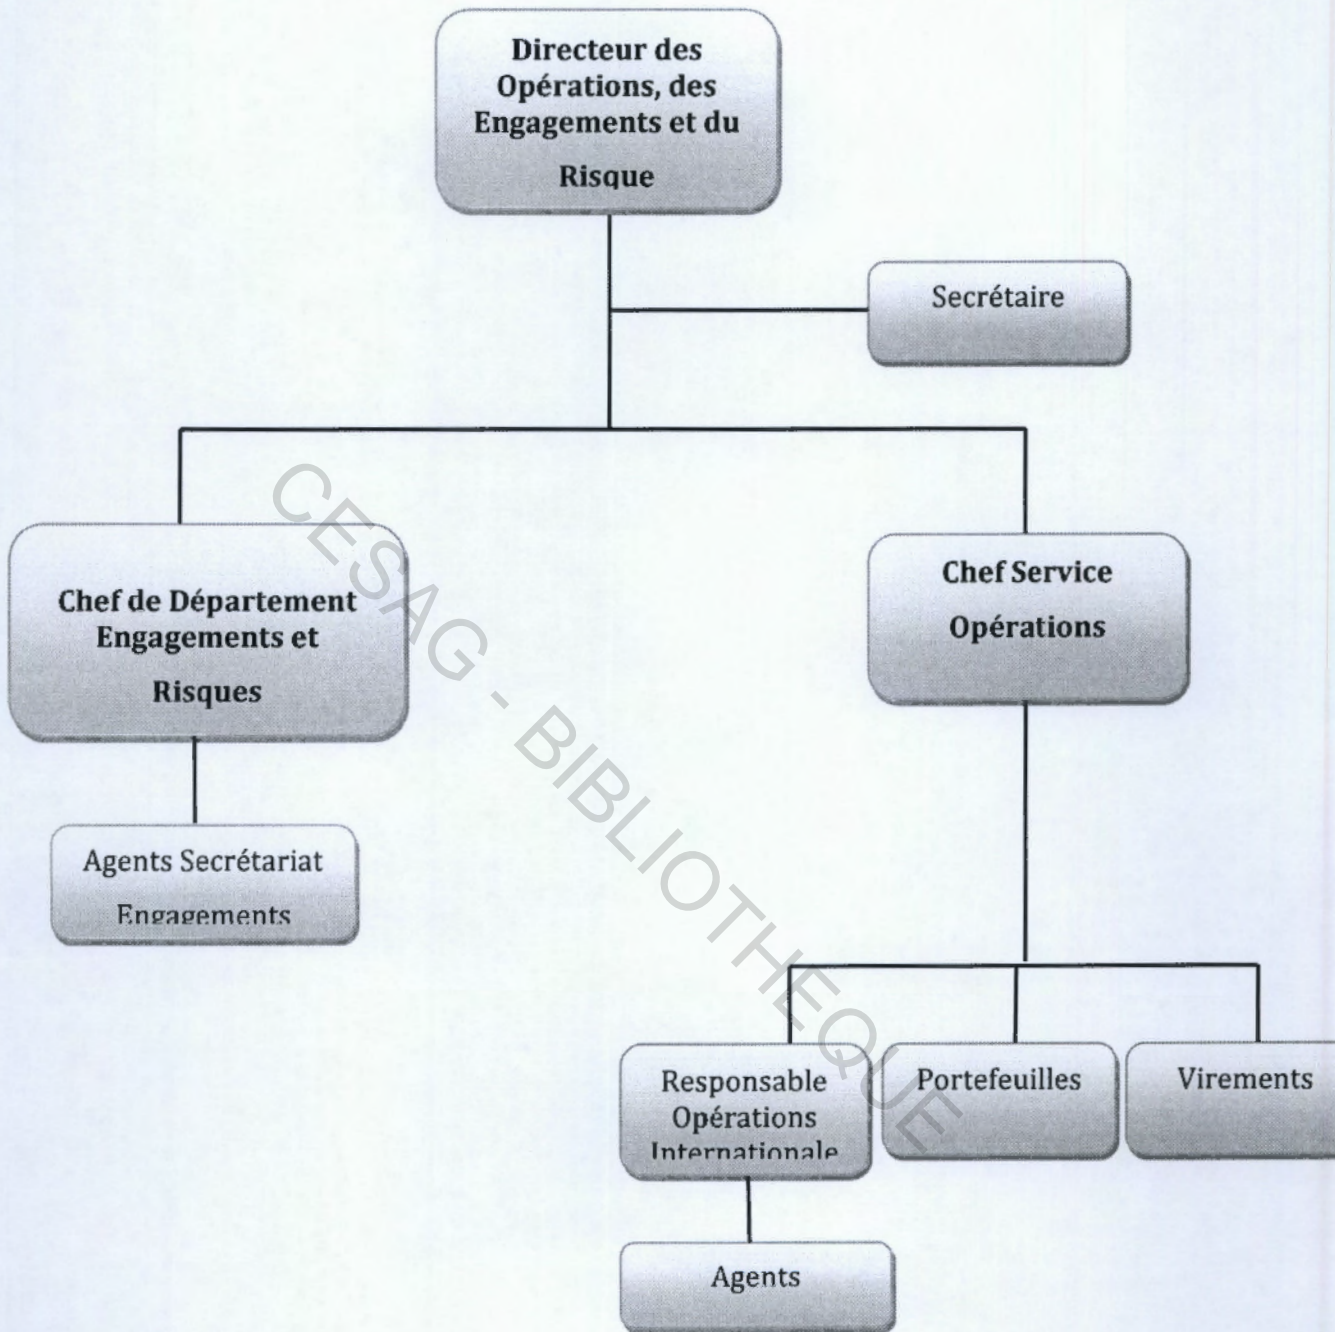 Directeur des
Opérations, des
Engagements et du
Risque
Secrétaire
Chef de Département
Engagements et
Risques
Chef Service
Opérations
Agents Secrétariat
Engagements
Responsable
Opérations
Internationale
Portefeuilles
Virements
Agents
CESAG - BIBLIOTHEQUE